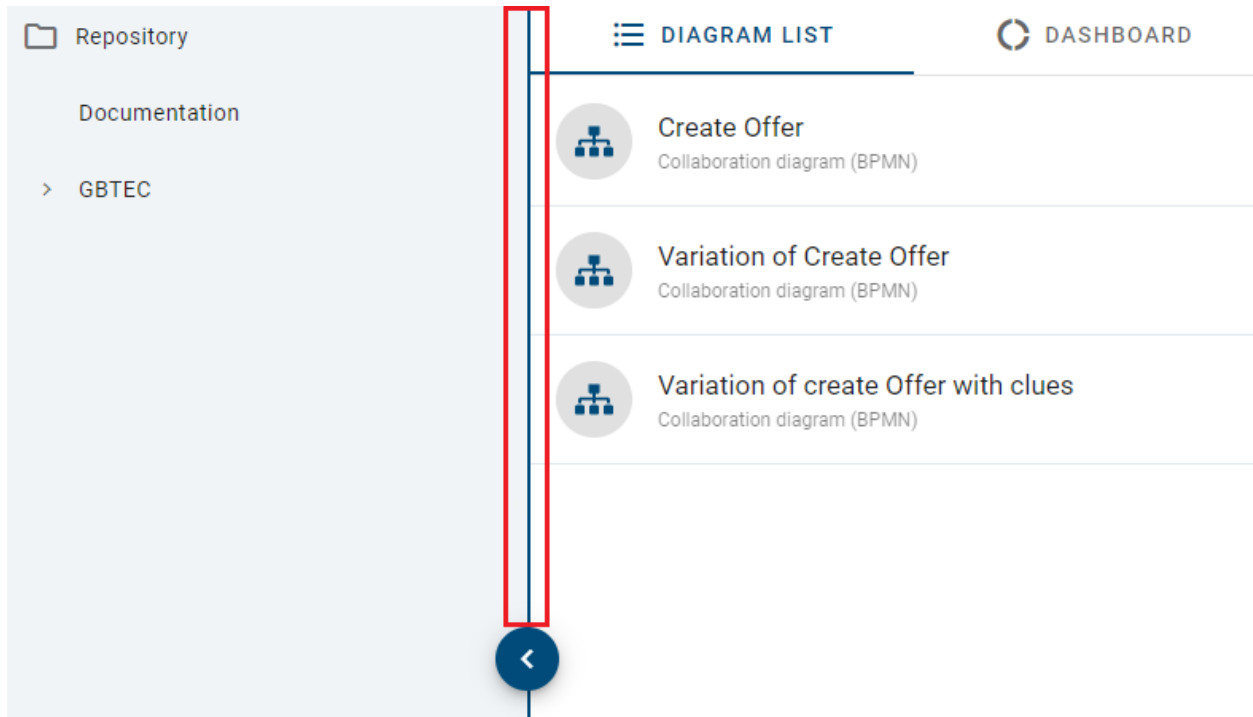 Repository
Documentation
GBTEC
DIAGRAM LIST
DASHBOARD
Create Offer
Collaboration diagram (BPMN)
Variation of Create Offer
Collaboration diagram (BPMN)
Variation of create Offer with clues
Collaboration diagram (BPMN)